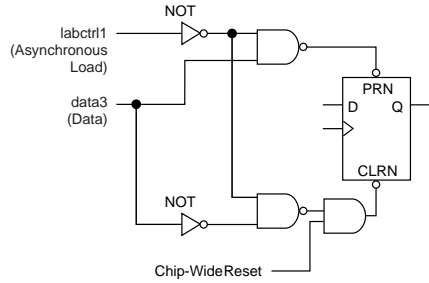 NOT
labctrl1
(Asynchronous
Load)
PRN
D Q
data3
(Data)
CLRN
NOT
Chip-WideReset